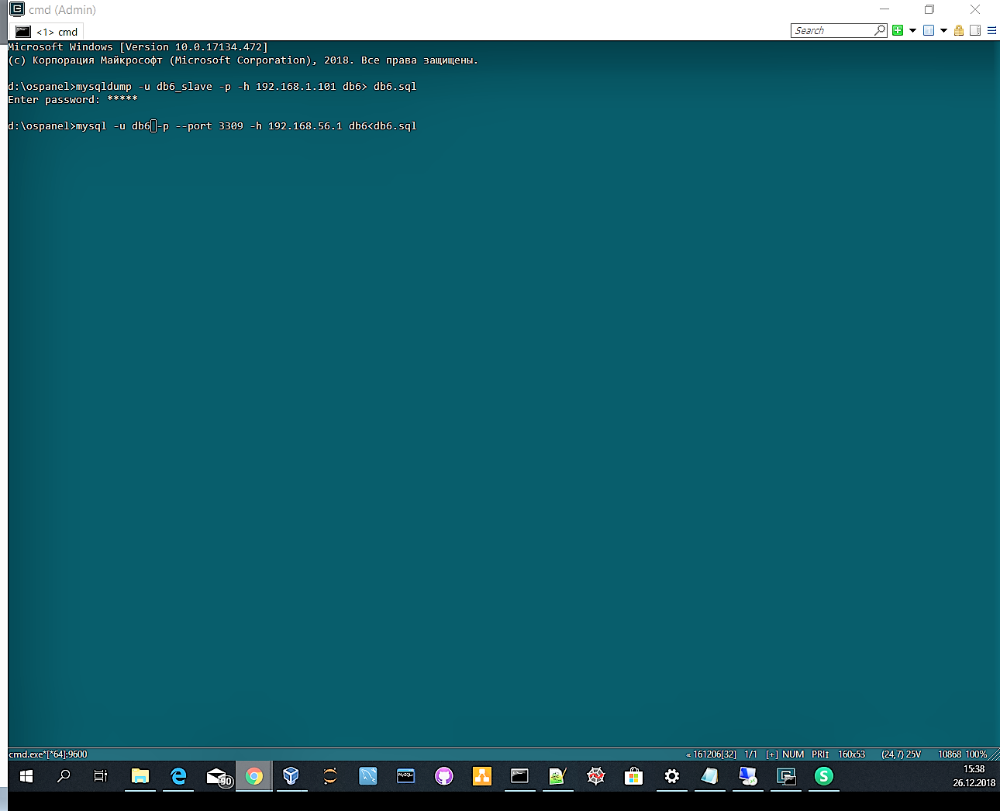 cmd (Admin)
<1> cmd
Search
Microsoft Windows [Version 10.0.17134.472]
(c) Корпорация Майкрософт (Microsoft Corporation), 2018. Все права защищены.
d:\ospanel>mysqldump -u db6_slave -p -h 192.168.1.101 db6> db6.sql
Enter password: *****
d:\ospanel>mysql -u db6 -p --port 3309 -h 192.168.56.1 db6<db6.sql
cmd.exe*[*64]:9600
« 161206[32] 1/1 [+] NUM PRI↕ 160x53 (24,7) 25V 10868 100%
90
MySQL
S
15:38
26.12.2018